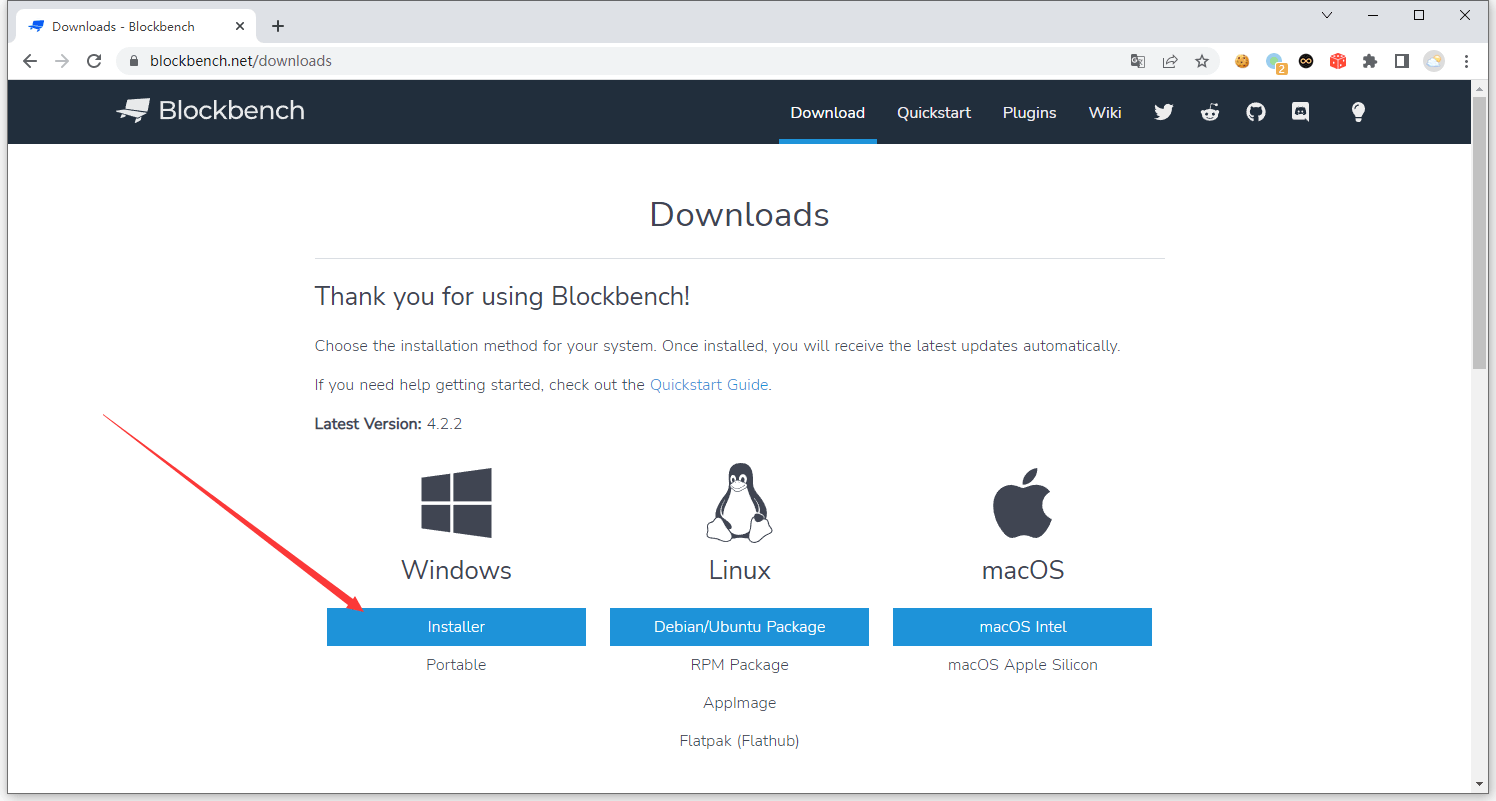 Downloads - Blockbench
blockbench.net/downloads
2
Blockbench
Download Quickstart Plugins Wiki
Downloads
Thank you for using Blockbench!
Choose the installation method for your system. Once installed, you will receive the latest updates automatically.
If you need help getting started, check out the Quickstart Guide.
Latest Version: 4.2.2
Windows Linux macOS
Installer Debian/Ubuntu Package macOS Intel
Portable RPM Package macOS Apple Silicon
AppImage
Flatpak (Flathub)